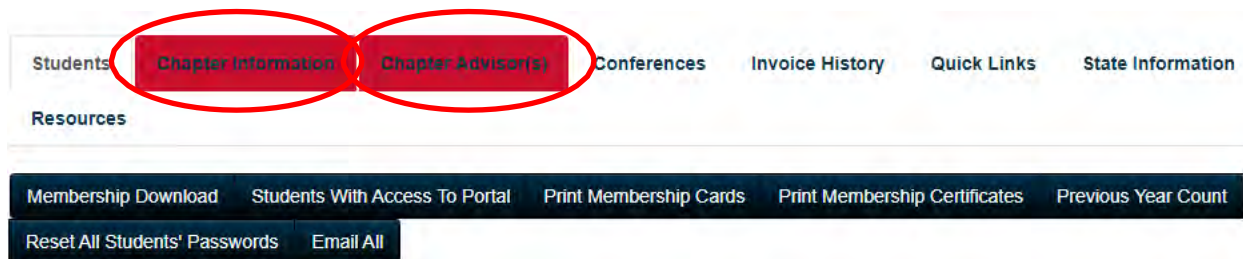 Students Chapter Information Chapter Advisor(s) Conferences Invoice History Quick Links State Information
Resources
Membership Download Students With Access To Portal Print Membership Cards Print Membership Certificates Previous Year Count
Reset All Students' Passwords Email All